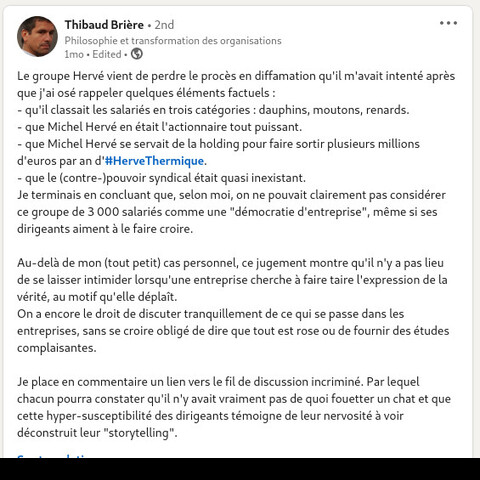 Thibaud Brière • 2nd
Philosophie et transformation des organisations
1mo • Edited •
Le groupe Hervé vient de perdre le procès en diffamation qu'il m'avait intenté après
que j'ai osé rappeler quelques éléments factuels :
- qu'il classait les salariés en trois catégories : dauphins, moutons, renards.
- que Michel Hervé en était l'actionnaire tout puissant.
- que Michel Hervé se servait de la holding pour faire sortir plusieurs millions
d'euros par an d'#HerveThermique.
- que le (contre-)pouvoir syndical était quasi inexistant.
Je terminais en concluant que, selon moi, on ne pouvait clairement pas considérer
ce groupe de 3 000 salariés comme une "démocratie d'entreprise", même si ses
dirigeants aiment à le faire croire.
Au-delà de mon (tout petit) cas personnel, ce jugement montre qu'il n'y a pas lieu
de se laisser intimider lorsqu'une entreprise cherche à faire taire l'expression de la
vérité, au motif qu'elle déplaît.
On a encore le droit de discuter tranquillement de ce qui se passe dans les
entreprises, sans se croire obligé de dire que tout est rose ou de fournir des études
complaisantes.
Je place en commentaire un lien vers le fil de discussion incriminé. Par lequel
chacun pourra constater qu'il n'y avait vraiment pas de quoi fouetter un chat et que
cette hyper-susceptibilité des dirigeants témoigne de leur nervosité à voir
déconstruit leur "storytelling".